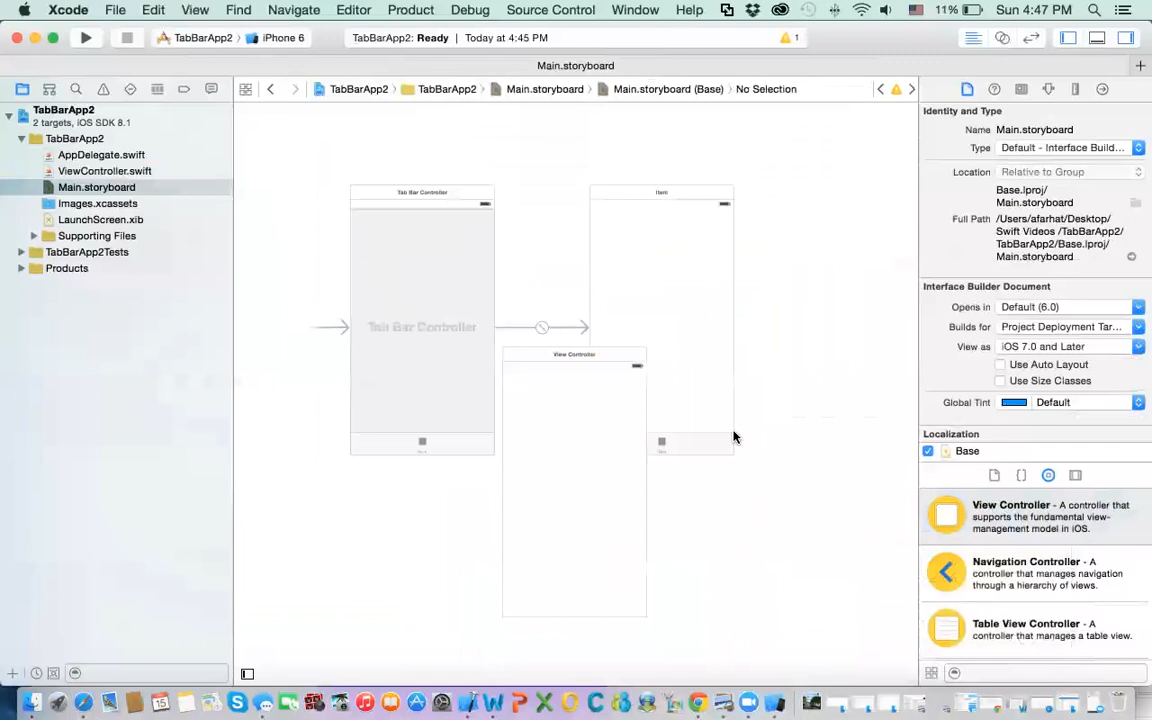 Xcode File Edit View Find Navigate Editor Product Debug Source Control Window Help 11% Sun 4:47 PM
TabBarApp2 iPhone 6 TabBarApp2: Ready | Today at 4:45 PM 1
Main.storyboard
TabBarApp2 TabBarApp2 Main.storyboard Main.storyboard (Base) No Selection
TabBarApp2
2 targets, iOS SDK 8.1
TabBarApp2
AppDelegate.swift
ViewController.swift
Main.storyboard
Images.xcassets
LaunchScreen.xib
Supporting Files
TabBarApp2Tests
Products
Tab Bar Controller
Tab Bar Controller
Item
View Controller
Identity and Type
Name Main.storyboard
Type Default - Interface Build...
Location Relative to Group
Base.lproj/
Main.storyboard
Full Path /Users/afarhat/Desktop/
Swift Videos /TabBarApp2/
TabBarApp2/Base.lproj/
Main.storyboard
Interface Builder Document
Opens in Default (6.0)
Builds for Project Deployment Tar...
View as iOS 7.0 and Later
Use Auto Layout
Use Size Classes
Global Tint Default
Localization
Base
View Controller - A controller that
supports the fundamental view-
management model in iOS.
Navigation Controller - A
controller that manages navigation
through a hierarchy of views.
Table View Controller - A
controller that manages a table view.